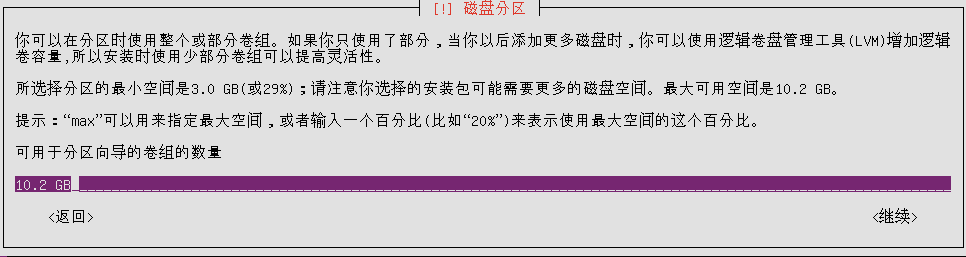 [!] 磁盘分区
你可以在分区时使用整个或部分卷组。如果你只使用了部分，当你以后添加更多磁盘时，你可以使用逻辑卷盘管理工具(LVM)增加逻辑
卷容量,所以安装时使用少部分卷组可以提高灵活性。
所选择分区的最小空间是3.0 GB(或29%)；请注意你选择的安装包可能需要更多的磁盘空间。最大可用空间是10.2 GB。
提示：“max”可以用来指定最大空间，或者输入一个百分比(比如“20%”)来表示使用最大空间的这个百分比。
可用于分区向导的卷组的数量
10.2 GB
<返回>
<继续>